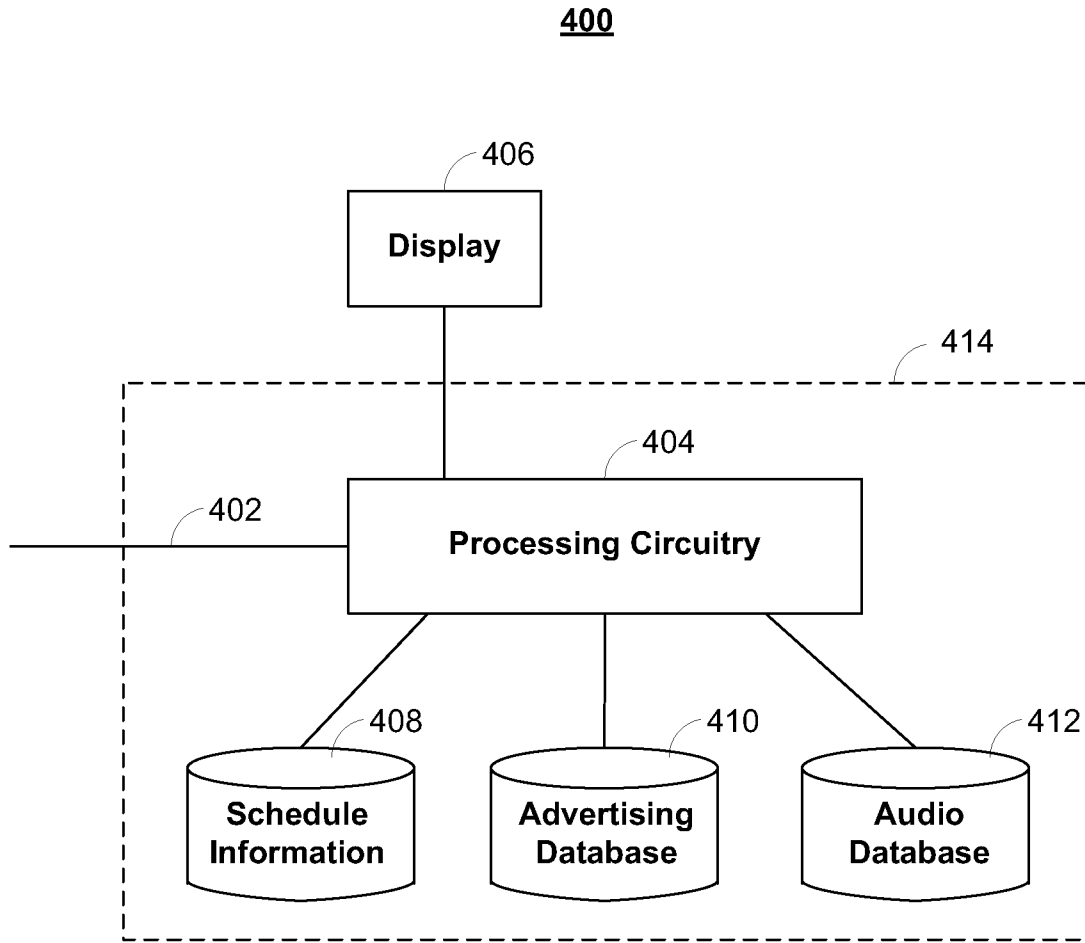 400
406
Display
414
404
402
Processing Circuitry
408
410
412
Schedule
Information
Advertising
Database
Audio
Database